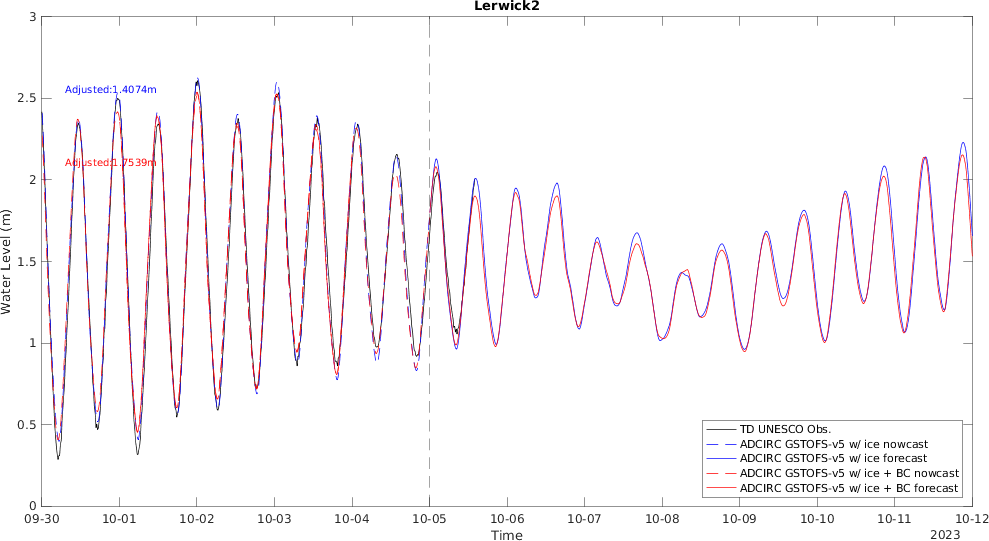 Lerwick2
3
2.5
2
1.5
1
0.5
0
Water Level (m)
Adjusted:1.4074m
Adjusted:1.7539m
TD UNESCO Obs.
ADCIRC GSTOFS-v5 w/ ice nowcast
ADCIRC GSTOFS-v5 w/ ice forecast
ADCIRC GSTOFS-v5 w/ ice + BC nowcast
ADCIRC GSTOFS-v5 w/ ice + BC forecast
09-30 10-01 10-02 10-03 10-04 10-05 10-06 10-07 10-08 10-09 10-10 10-11 10-12
Time
2023